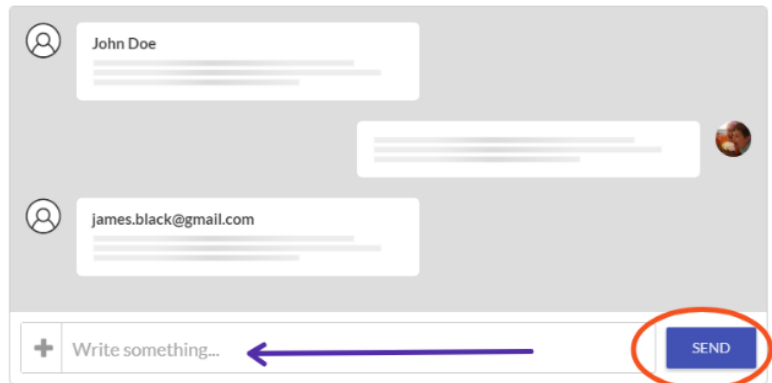 John Doe
james.black@gmail.com
Write something...
SEND